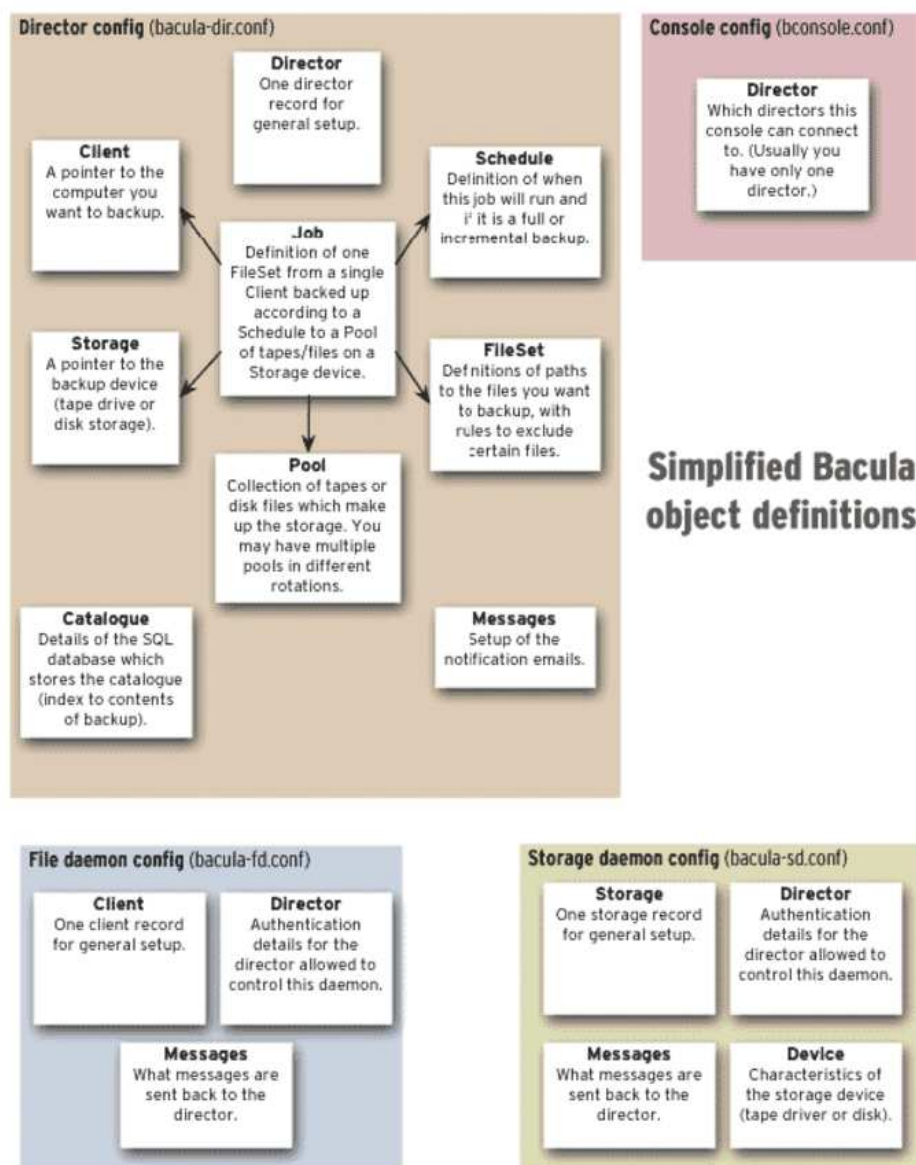 Director config (bacula-dir.conf)
Director
One director
record for
general setup.
Client
A pointer to the
computer you
want to backup.
Schedule
Definition of when
this job will run and
if it is a full or
incremental backup.
Job
Definition of one
FileSet from a single
Client backed up
according to a
Schedule to a Pool
of tapes/files on a
Storage device.
Storage
A pointer to the
backup device
(tape drive or
disk storage).
FileSet
Definitions of paths
to the files you want
to backup, with
rules to exclude
certain files.
Pool
Collection of tapes or
disk files which make
up the storage. You
may have multiple
pools in different
rotations.
Catalogue
Details of the SQL
database which
stores the catalogue
(index to contents
of backup).
Messages
Setup of the
notification emails.
Console config (bconsole.conf)
Director
Which directors this
console can connect
to. (Usually you
have only one
director.)
Simplified Bacula
object definitions
File daemon config (bacula-fd.conf)
Client
One client record
for general setup.
Director
Authentication
details for the
director allowed to
control this daemon.
Messages
What messages are
sent back to the
director.
Storage daemon config (bacula-sd.conf)
Storage
One storage record
for general setup.
Director
Authentication
details for the
director allowed to
control this daemon.
Messages
What messages are
sent back to the
director.
Device
Characteristics of
the storage device
(tape driver or disk).